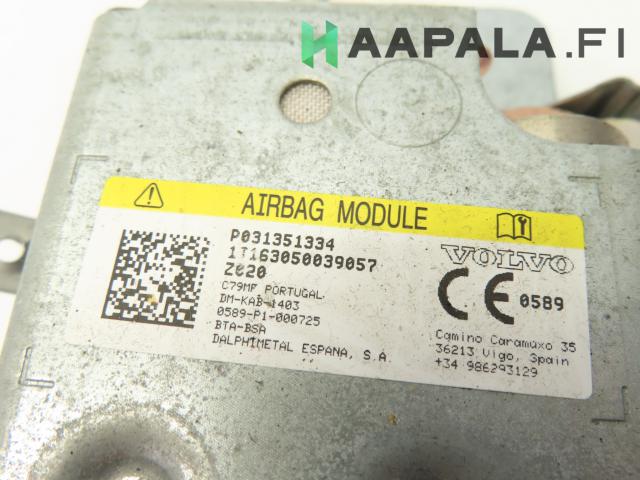 HAAPALA.FI
AIRBAG MODULE
P031351334
1T163050039057
Z020
C79MF PORTUGAL
DM-KAB-1403
0589-P1-000725
BTA-BSA
DALPHIMETAL ESPANA, S.A.
VOLVO
CE 0589
Camino Caramuxo 35
36213 Vigo, Spain
+34 986293129